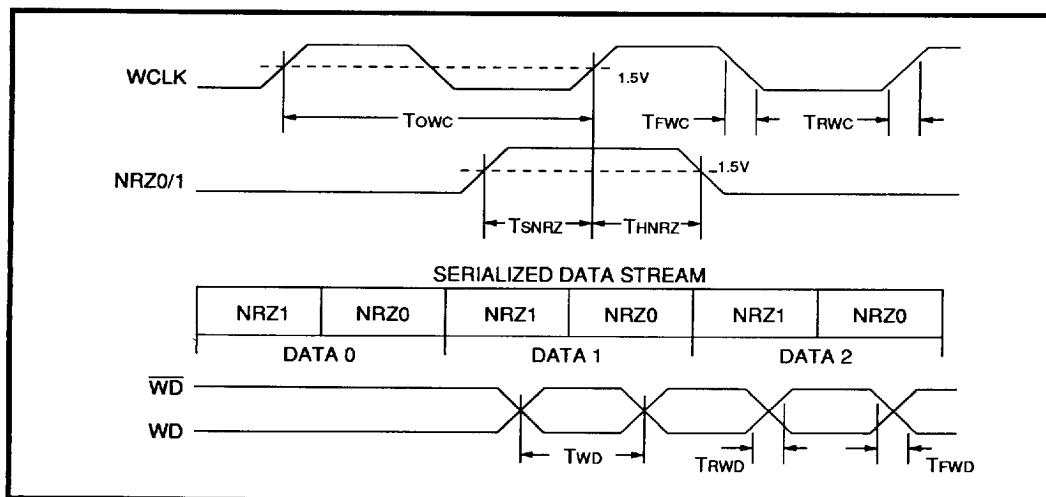 WCLK
1.5V
TOWC
TFWC
TRWC
NRZ0/1
1.5V
TSNRZ
THNRZ
SERIALIZED DATA STREAM
NRZ1 NRZ0 NRZ1 NRZ0 NRZ1 NRZ0
DATA 0 DATA 1 DATA 2
WD
WD
TWD
TRWD
TFWD